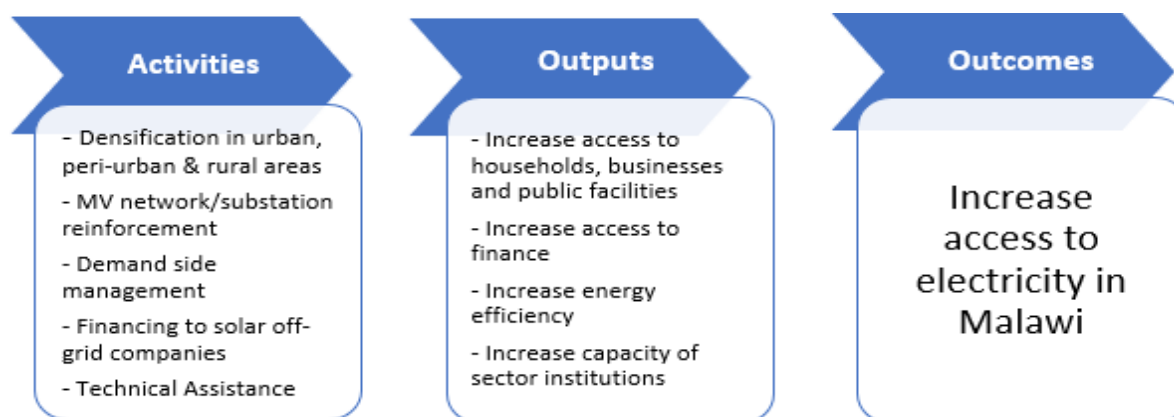 Activities
- Densification in urban,
peri-urban & rural areas
- MV network/substation
reinforcement
- Demand side
management
- Financing to solar off-
grid companies
- Technical Assistance
Outputs
- Increase access to
households, businesses
and public facilities
- Increase access to
finance
- Increase energy
efficiency
- Increase capacity of
sector institutions
Outcomes
Increase
access to
electricity in
Malawi